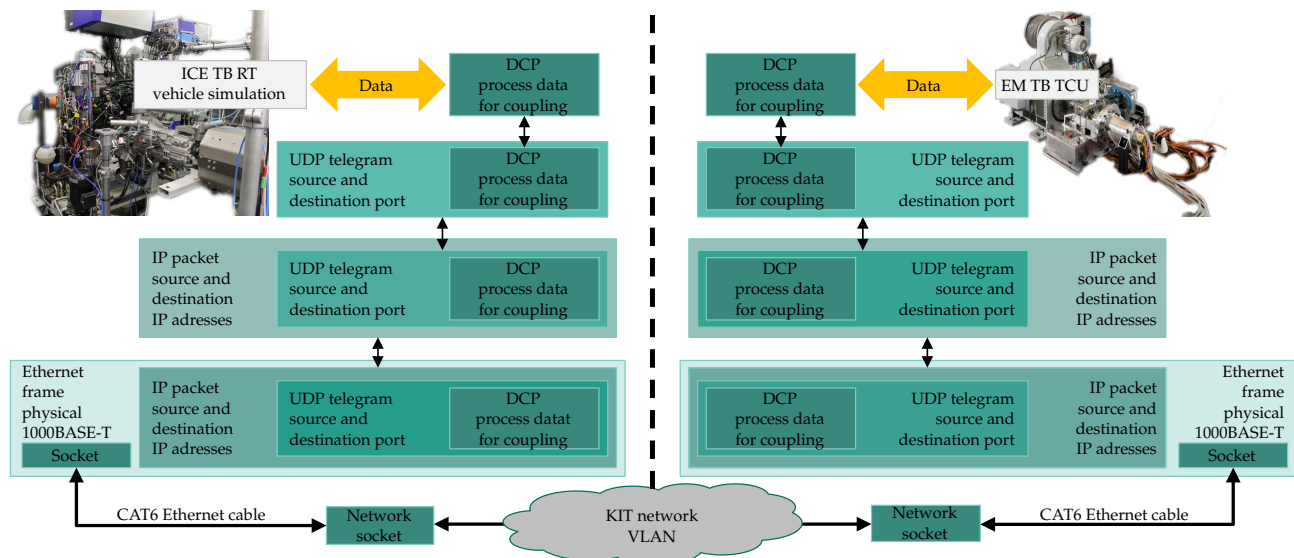 ICE TB RT
vehicle simulation
Data
DCP
process data
for coupling
DCP
process data
for coupling
Data
EM TB TCU
UDP telegram
source and
destination port
DCP
process data
for coupling
DCP
process data
for coupling
UDP telegram
source and
destination port
IP packet
source and
destination
IP adresses
UDP telegram
source and
destination port
DCP
process data
for coupling
DCP
process data
for coupling
UDP telegram
source and
destination port
IP packet
source and
destination
IP adresses
Ethernet
frame
physical
1000BASE-T
Socket
IP packet
source and
destination
IP adresses
UDP telegram
source and
destination port
DCP
process datat
for coupling
DCP
process data
for coupling
UDP telegram
source and
destination port
IP packet
source and
destination
IP adresses
Ethernet
frame
physical
1000BASE-T
Socket
CAT6 Ethernet cable
Network
socket
KIT network
VLAN
Network
socket
CAT6 Ethernet cable